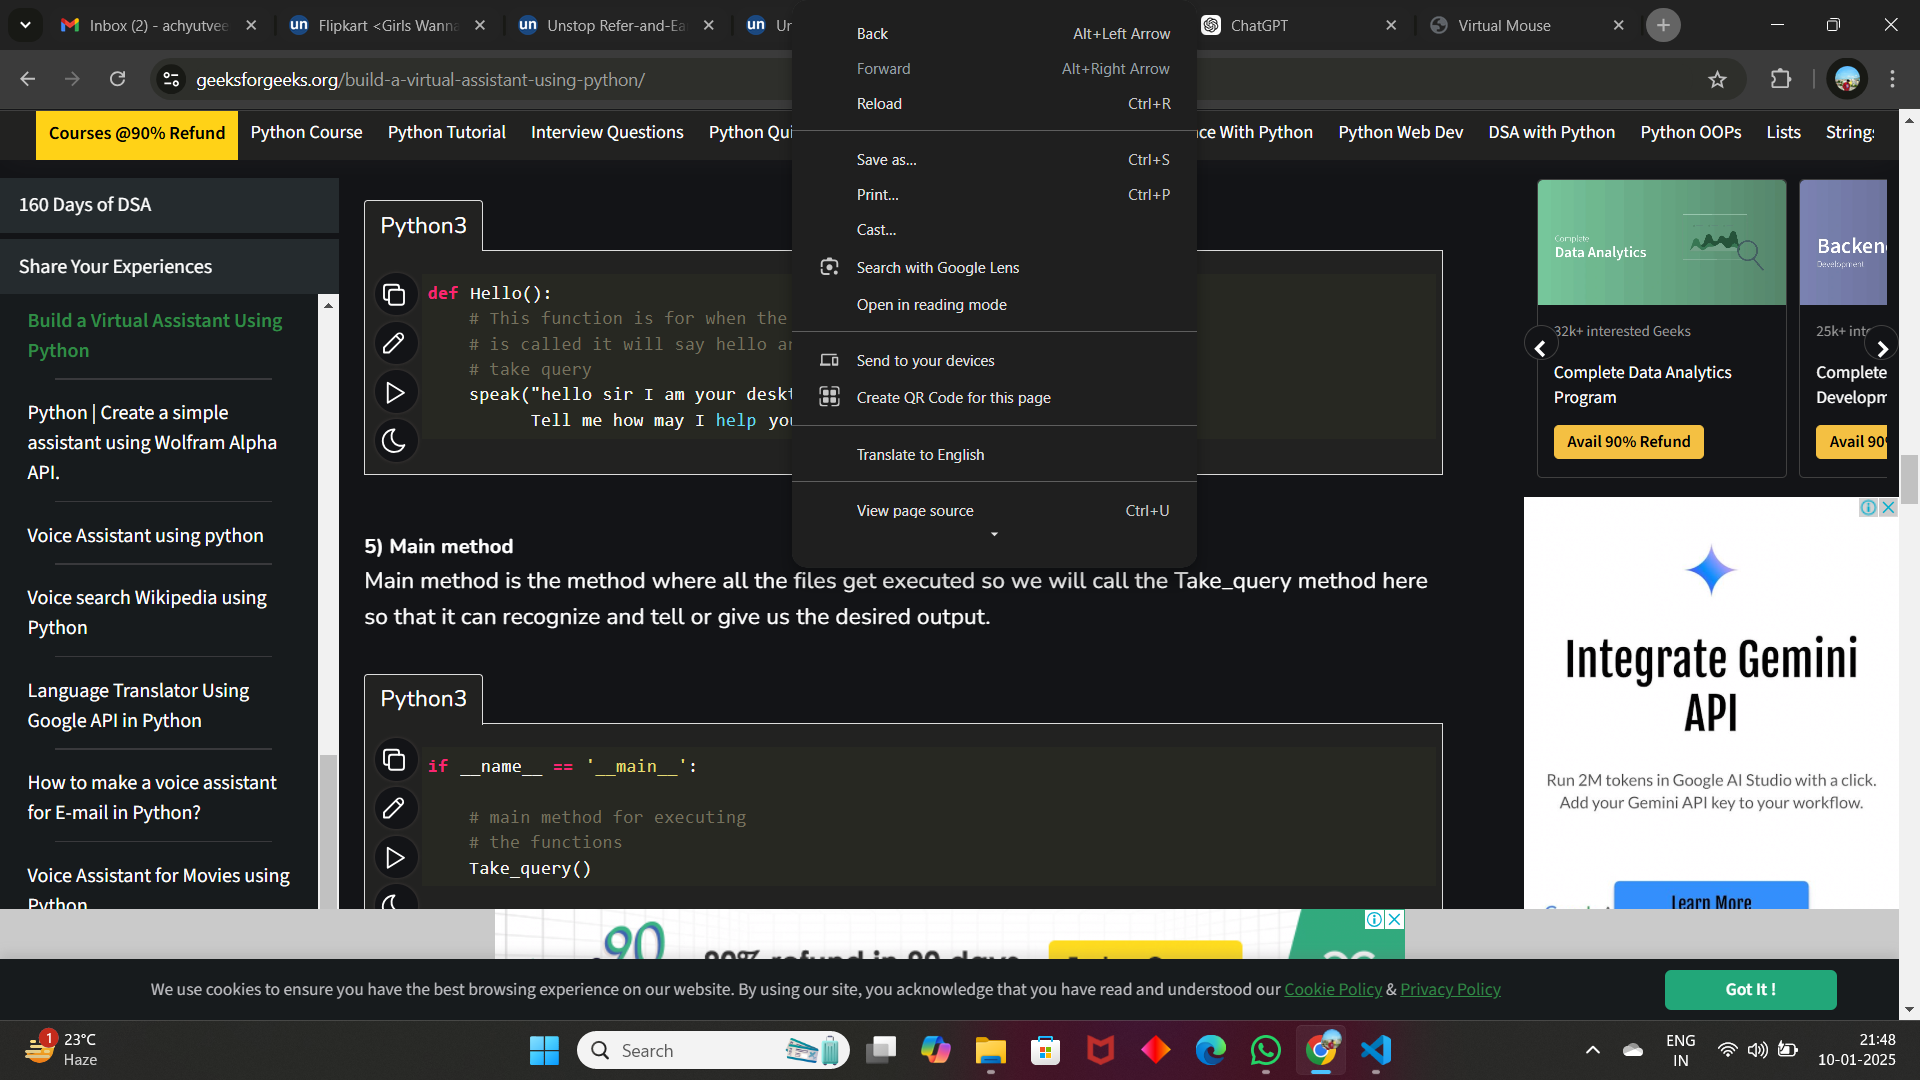 Inbox (2) - achyutvee
Flipkart <Girls Wanna
Unstop Refer-and-Ea
Un
ChatGPT
Virtual Mouse
geeksforgeeks.org/build-a-virtual-assistant-using-python/
Courses @90% Refund
Python Course
Python Tutorial
Interview Questions
Python Qui
ce With Python
Python Web Dev
DSA with Python
Python OOPs
Lists
Strings
Back Alt+Left Arrow
Forward Alt+Right Arrow
Reload Ctrl+R
Save as... Ctrl+S
Print... Ctrl+P
Cast...
Search with Google Lens
Open in reading mode
Send to your devices
Create QR Code for this page
Translate to English
View page source Ctrl+U
160 Days of DSA
Share Your Experiences
Build a Virtual Assistant Using
Python
Python | Create a simple
assistant using Wolfram Alpha
API.
Voice Assistant using python
Voice search Wikipedia using
Python
Language Translator Using
Google API in Python
How to make a voice assistant
for E-mail in Python?
Voice Assistant for Movies using
Python
Python3
def Hello():
# This function is for when the
# is called it will say hello an
# take query
speak("hello sir I am your deskt
Tell me how may I help you
5) Main method
Main method is the method where all the files get executed so we will call the Take_query method here
so that it can recognize and tell or give us the desired output.
Python3
if __name__ == '__main__':
# main method for executing
# the functions
Take_query()
Complete
Data Analytics
32k+ interested Geeks
Complete Data Analytics
Program
Avail 90% Refund
Backen
Development
25k+ inte
Complete
Developm
Avail 90%
Integrate Gemini
API
Run 2M tokens in Google AI Studio with a click.
Add your Gemini API key to your workflow.
Learn More
90
90% refund in 90 days
We use cookies to ensure you have the best browsing experience on our website. By using our site, you acknowledge that you have read and understood our Cookie Policy & Privacy Policy
Got It !
1
23°C
Haze
Search
ENG
IN
21:48
10-01-2025